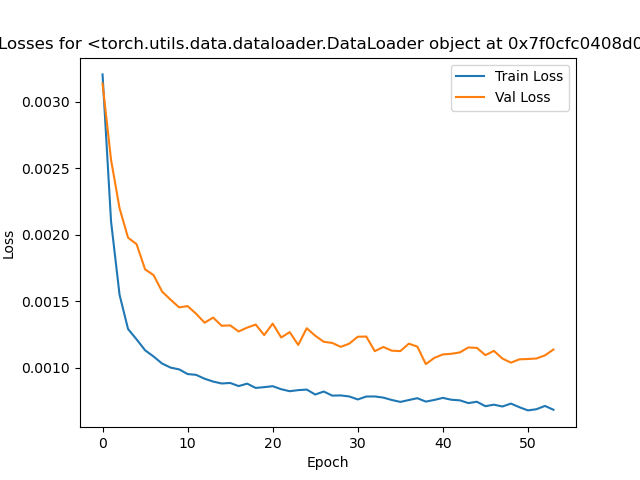 Losses for <torch.utils.data.dataloader.DataLoader object at 0x7f0cfc0408d0
Train Loss
Val Loss
0.0030
0.0025
0.0020
0.0015
0.0010
Loss
0 10 20 30 40 50
Epoch